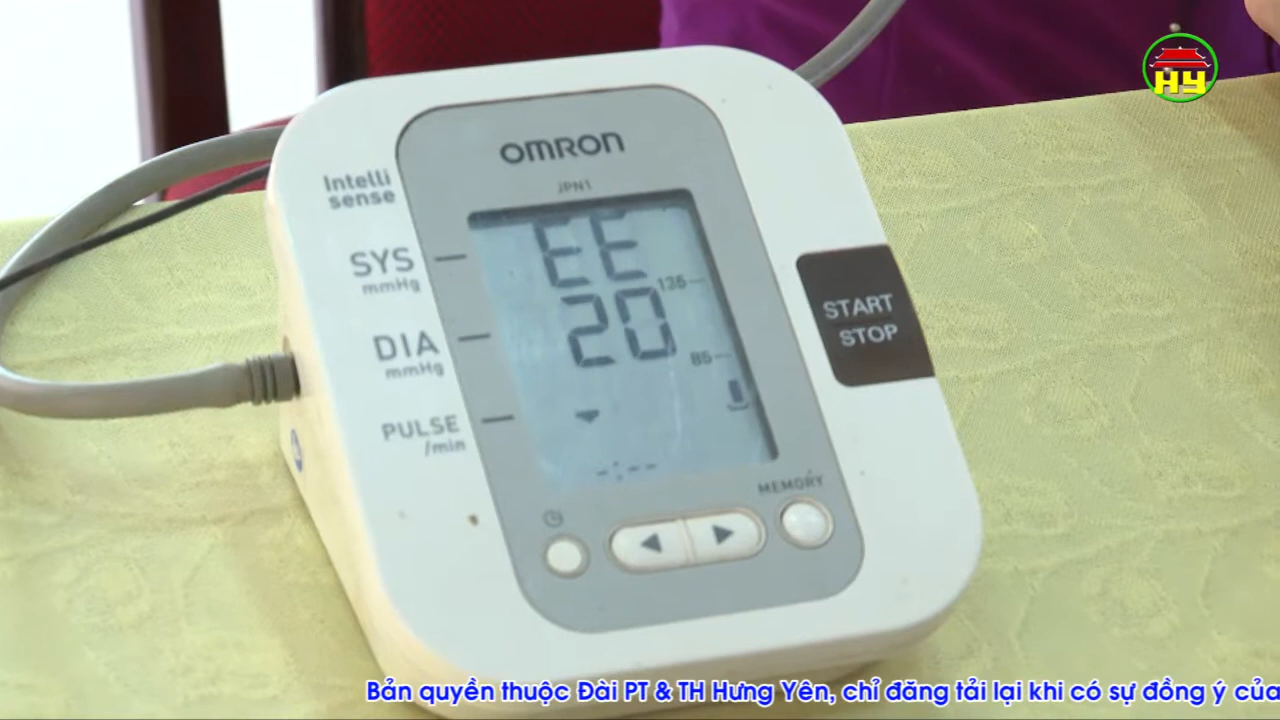 HY
OMRON
JPN1
Intelli
sense
SYS
mmHg
DIA
mmHg
PULSE
/min
EE
20
135
85
START
STOP
MEMORY
Bản quyền thuộc Đài PT & TH Hưng Yên, chỉ đăng tải lại khi có sự đồng ý của